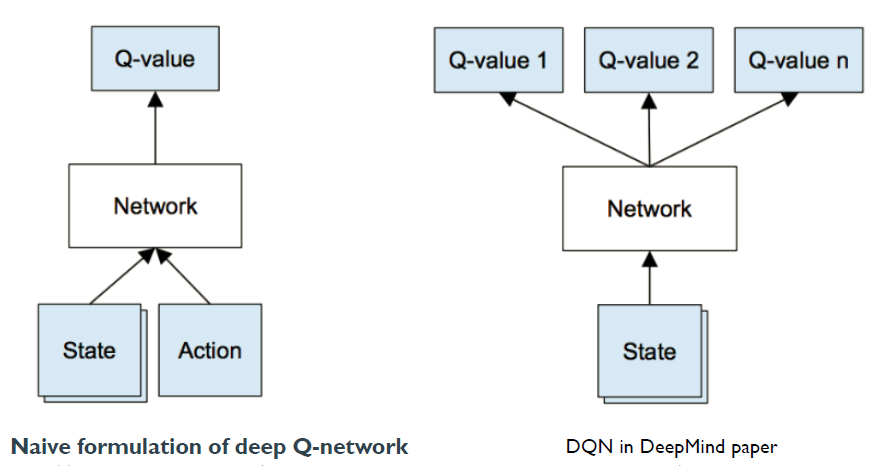 Q-value
Network
State
Action
Naive formulation of deep Q-network
Q-value 1
Q-value 2
Q-value n
Network
State
DQN in DeepMind paper